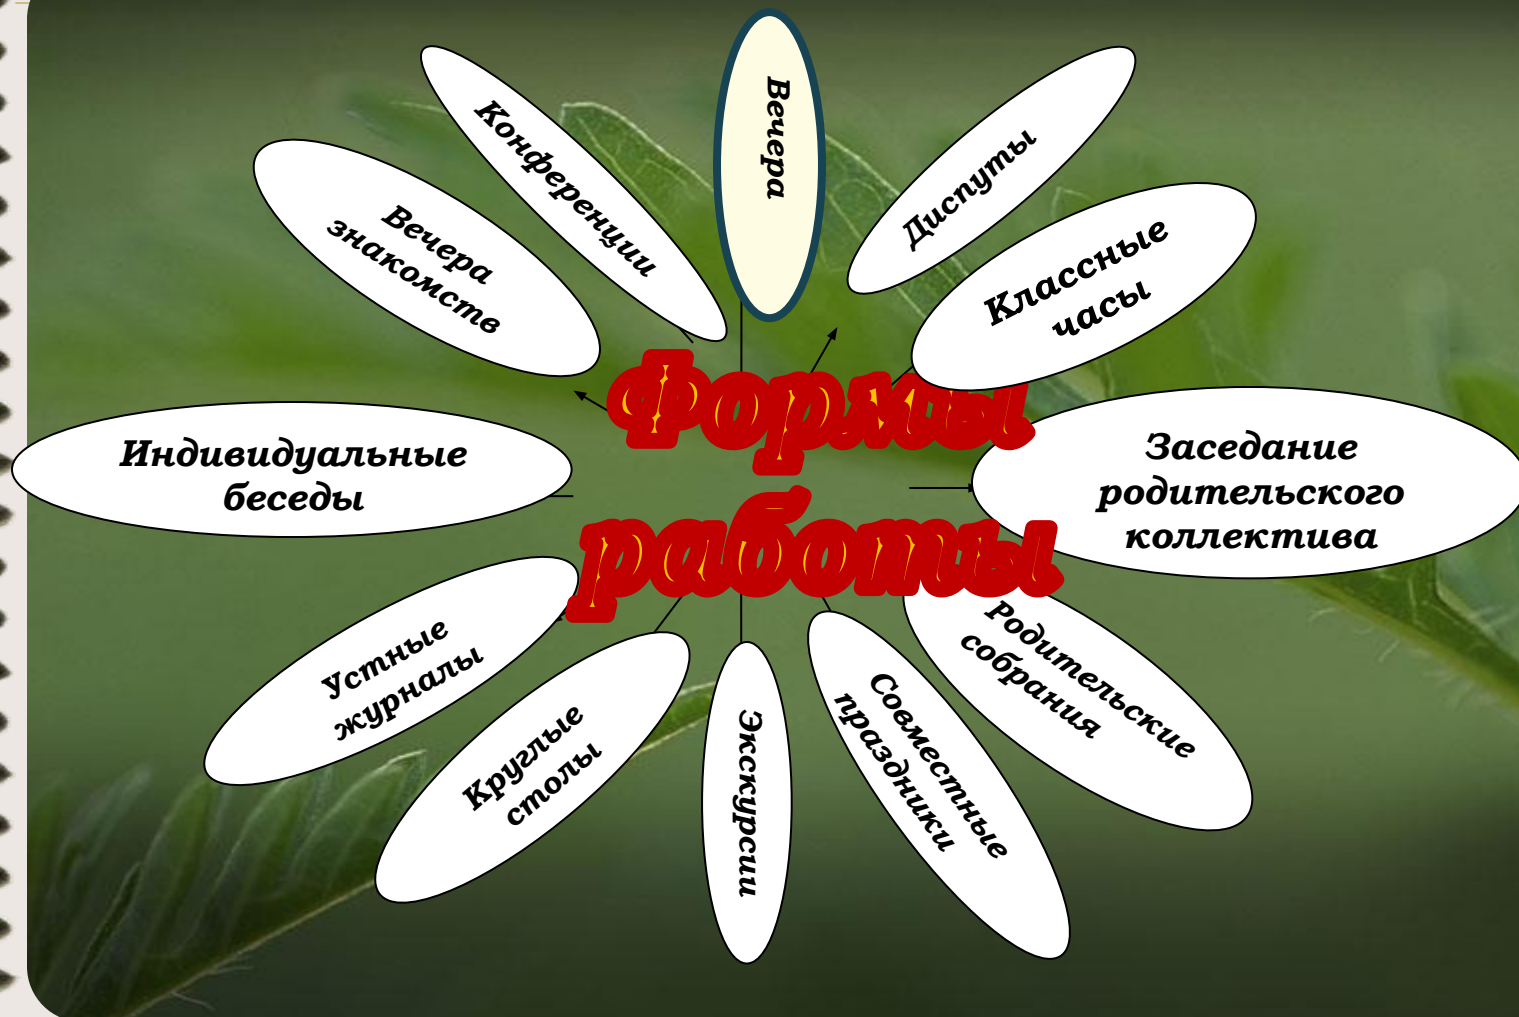 Вечера
Диспуты
Классные
часы
Заседание
родительского
коллектива
Родительские
собрания
Совместные
праздники
Экскурсии
Круглые
столы
Устные
журналы
Индивидуальные
беседы
Вечера
знакомств
Конференции
Формы
работы